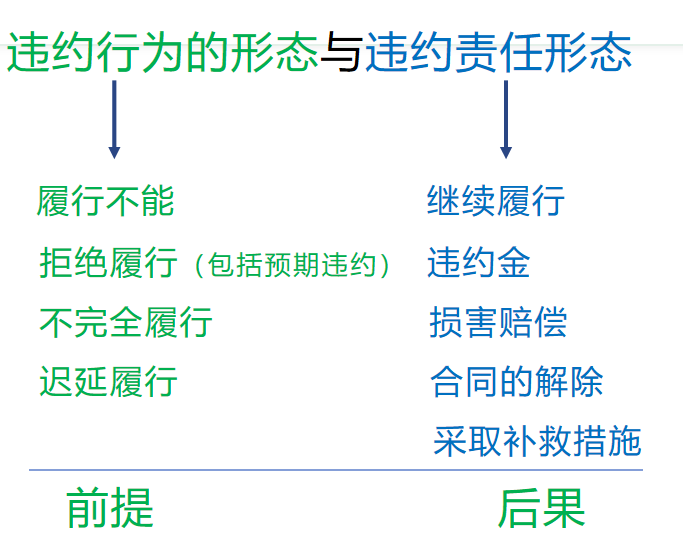 违约行为的形态与违约责任形态
履行不能
继续履行
拒绝履行（包括预期违约）
违约金
不完全履行
损害赔偿
迟延履行
合同的解除
采取补救措施
前提
后果